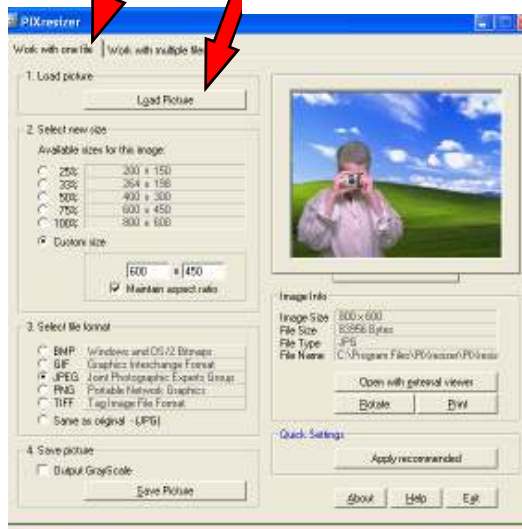 PIXresizer
Work with one file
Work with multiple files
1. Load picture
Load Picture
2. Select new size
Available sizes for this image:
25% 200 x 150
33% 264 x 198
50% 400 x 300
75% 600 x 450
100% 800 x 600
Custom size
600 x 450
Maintain aspect ratio
3. Select file format
BMP Windows and OS/2 Bitmaps
GIF Graphics Interchange Format
JPEG Joint Photographic Experts Group
PNG Portable Network Graphics
TIFF Tag Image File Format
Same as original - (JPG)
4. Save picture
Output GrayScale
Save Picture
Image Info
Image Size 800 x 600
File Size 83956 Bytes
File Type JPG
File Name C:\Program Files\PIXresizer\PIXresiz
Open with external viewer
Rotate
Print
Quick Settings
Apply recommended
About
Help
Exit